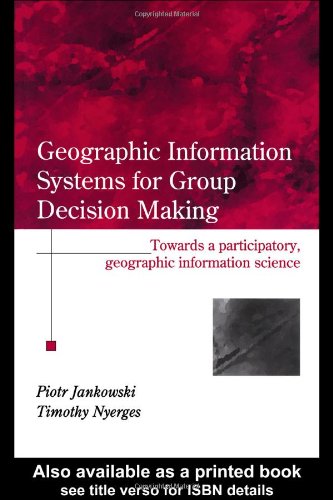 Geographic Information
Systems for Group
Decision Making
Towards a participatory,
geographic information science
Piotr Jankowski
Timothy Nyerges
Also available as a printed book
see title verso for ISBN details